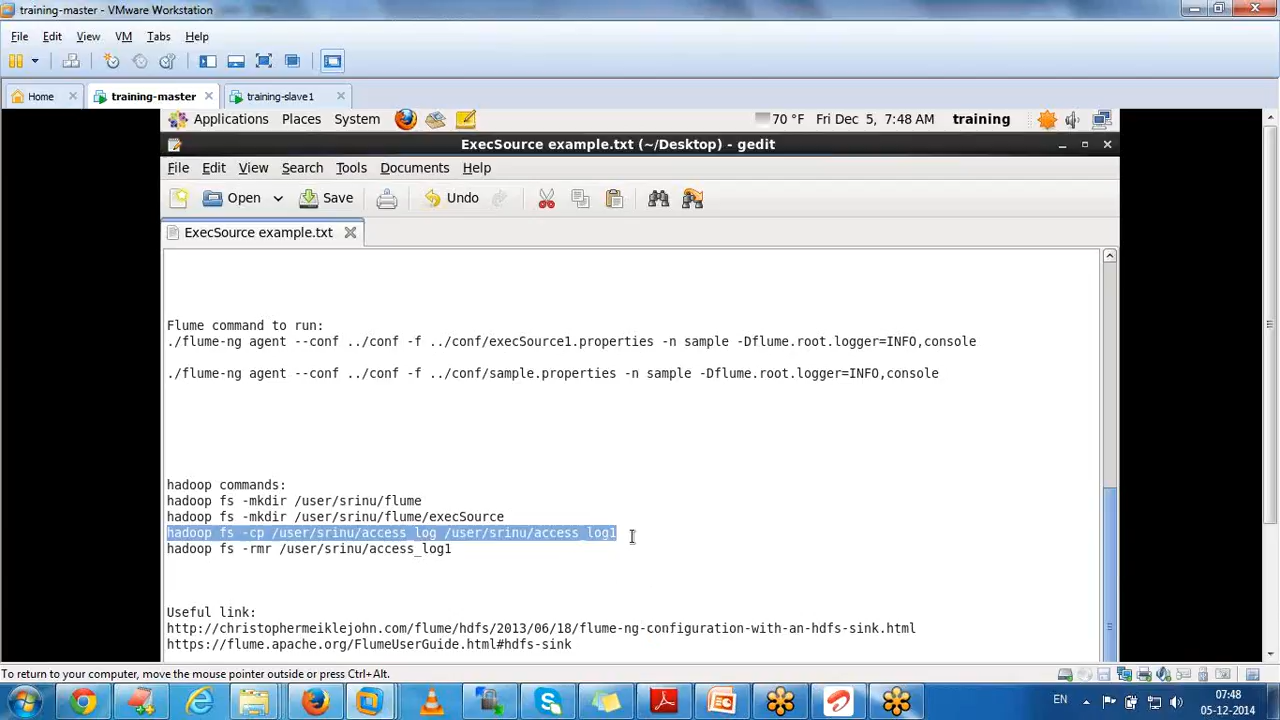 training-master - VMware Workstation
File Edit View VM Tabs Help
Home training-master training-slave1
Applications Places System 70 °F Fri Dec 5, 7:48 AM training
ExecSource example.txt (~/Desktop) - gedit
File Edit View Search Tools Documents Help
Open Save Undo
ExecSource example.txt
Flume command to run:
./flume-ng agent --conf ../conf -f ../conf/execSource1.properties -n sample -Dflume.root.logger=INFO,console
./flume-ng agent --conf ../conf -f ../conf/sample.properties -n sample -Dflume.root.logger=INFO,console
hadoop commands:
hadoop fs -mkdir /user/srinu/flume
hadoop fs -mkdir /user/srinu/flume/execSource
hadoop fs -cp /user/srinu/access_log /user/srinu/access_log1
hadoop fs -rmr /user/srinu/access_log1
Useful link:
http://christophermeiklejohn.com/flume/hdfs/2013/06/18/flume-ng-configuration-with-an-hdfs-sink.html
https://flume.apache.org/FlumeUserGuide.html#hdfs-sink
To return to your computer, move the mouse pointer outside or press Ctrl+Alt.
EN 07:48
05-12-2014